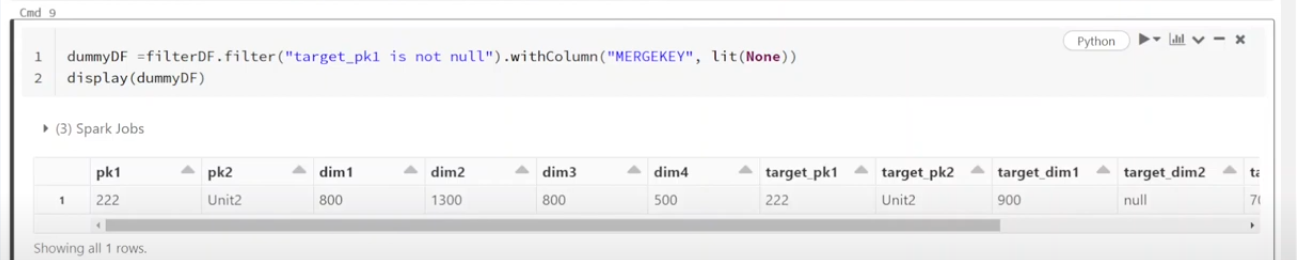 Cmd 9
Python
1 dummyDF =filterDF.filter("target_pk1 is not null").withColumn("MERGEKEY", lit(None))
2 display(dummyDF)
(3) Spark Jobs
pk1 pk2 dim1 dim2 dim3 dim4 target_pk1 target_pk2 target_dim1 target_dim2 ta
1 222 Unit2 800 1300 800 500 222 Unit2 900 null 70
Showing all 1 rows.